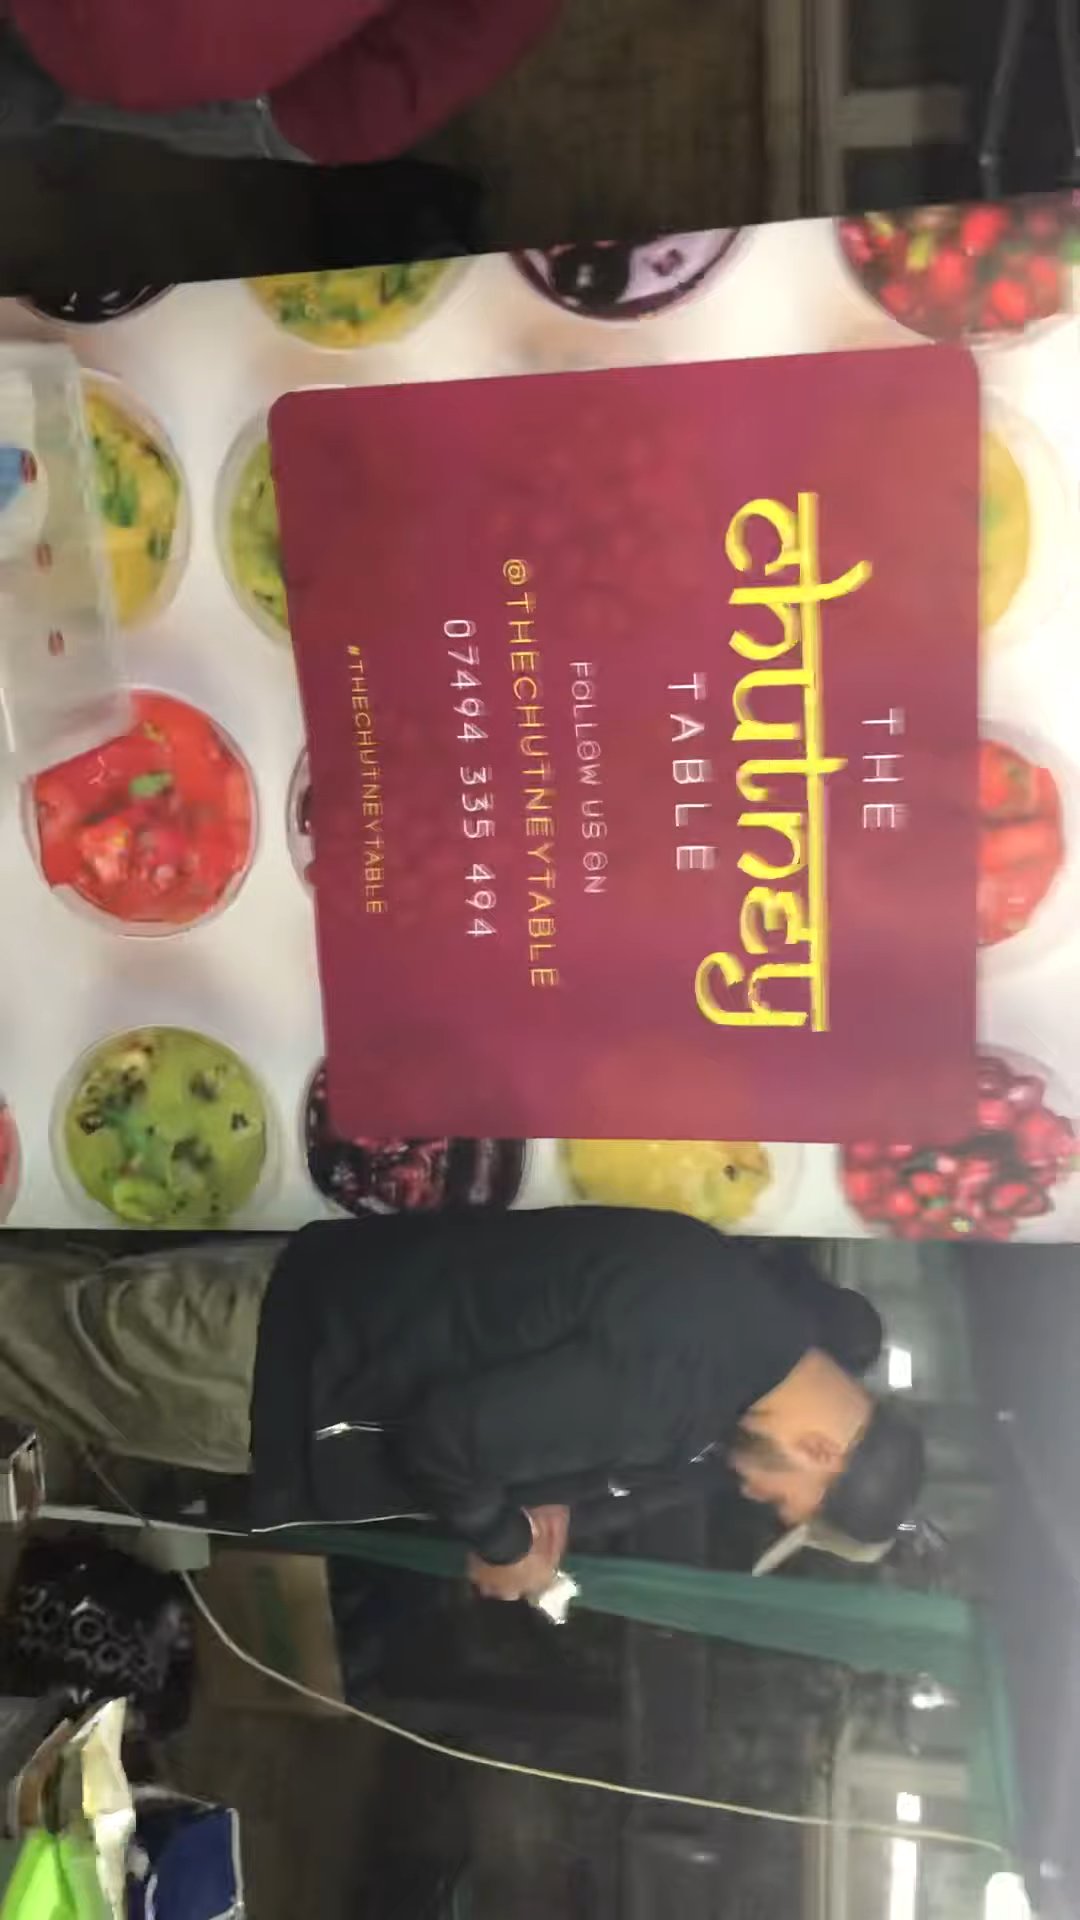 THE
chutney
TABLE
FOLLOW US ON
@THECHUTNEYTABLE
07494 335 494
#THECHUTNEYTABLE